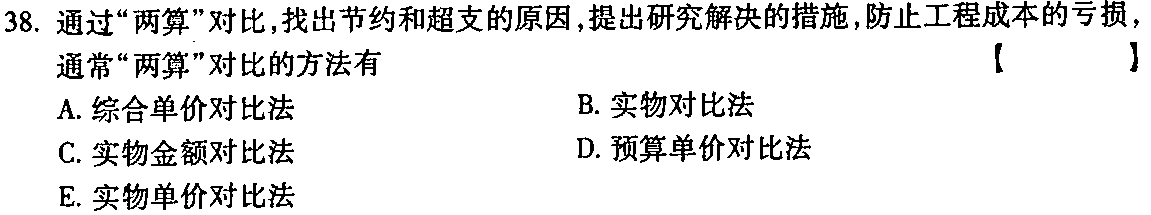 38. 通过“两算”对比,找出节约和超支的原因,提出研究解决的措施,防止工程成本的亏损,
通常“两算”对比的方法有 【 】
A. 综合单价对比法 B. 实物对比法
C. 实物金额对比法 D. 预算单价对比法
E. 实物单价对比法